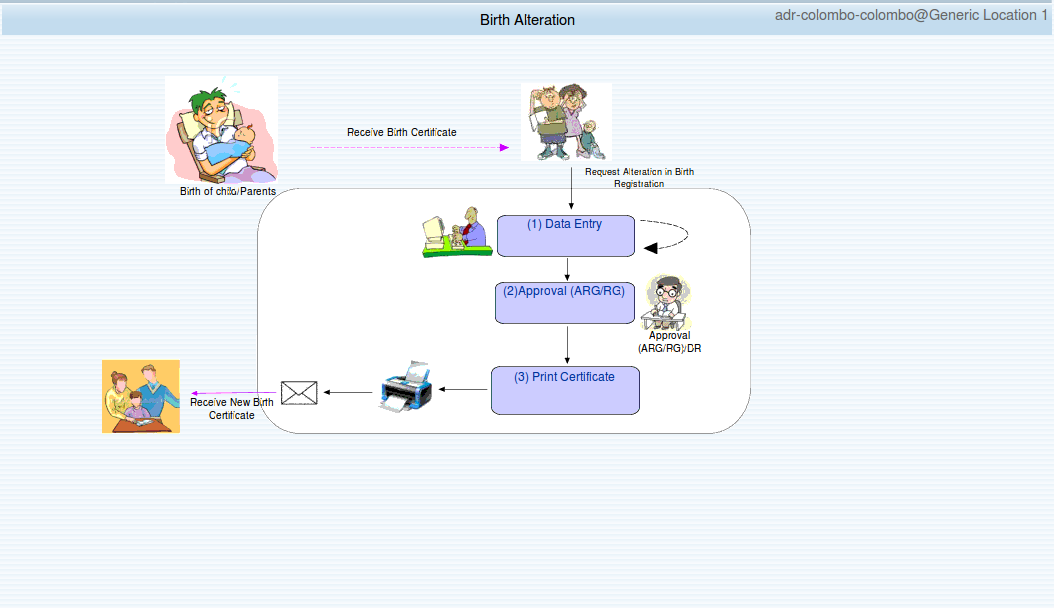 Birth Alteration
adr-colombo-colombo@Generic Location 1
Receive Birth Certificate
Birth of child/Parents
Request Alteration in Birth
Registration
(1) Data Entry
(2)Approval (ARG/RG)
Approval
(ARG/RG)/DR
(3) Print Certificate
Receive New Birth
Certificate